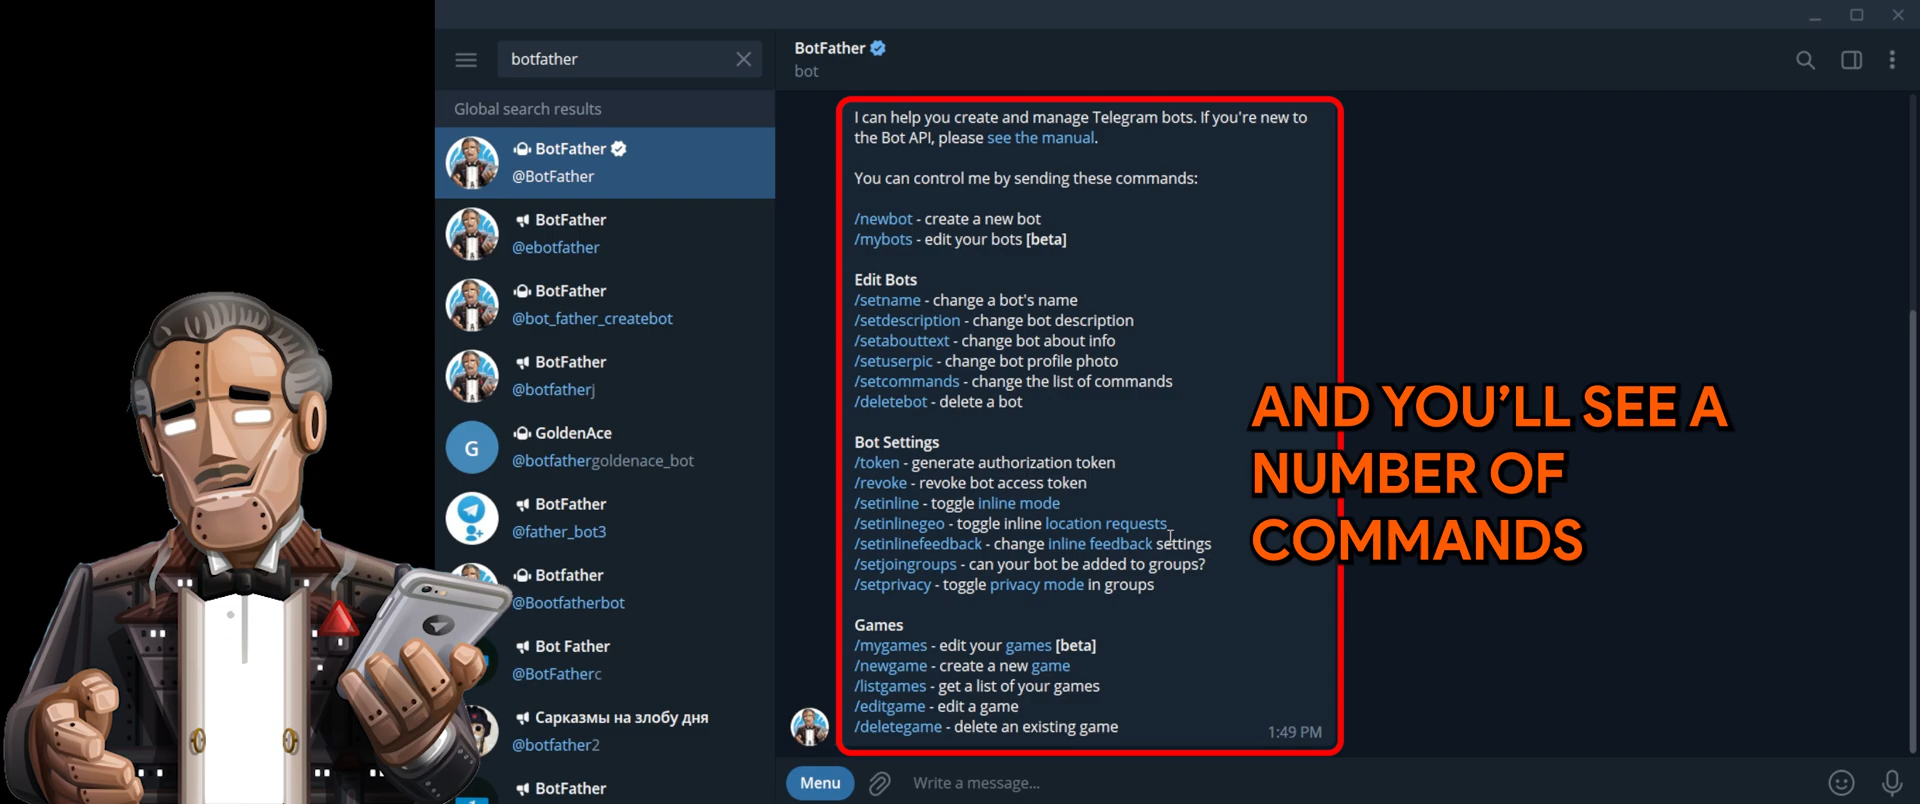 botfather
Global search results
BotFather
@BotFather
BotFather
@ebotfather
BotFather
@bot_father_createbot
BotFather
@botfatherj
GoldenAce
G
@botfathergoldenace_bot
BotFather
@father_bot3
Botfather
@Bootfatherbot
Bot Father
@BotFatherc
Сарказмы на злобу дня
@botfather2
BotFather
BotFather
bot
I can help you create and manage Telegram bots. If you're new to
the Bot API, please see the manual.
You can control me by sending these commands:
/newbot - create a new bot
/mybots - edit your bots [beta]
Edit Bots
/setname - change a bot's name
/setdescription - change bot description
/setabouttext - change bot about info
/setuserpic - change bot profile photo
/setcommands - change the list of commands
/deletebot - delete a bot
Bot Settings
/token - generate authorization token
/revoke - revoke bot access token
/setinline - toggle inline mode
/setinlinegeo - toggle inline location requests
/setinlinefeedback - change inline feedback settings
/setjoingroups - can your bot be added to groups?
/setprivacy - toggle privacy mode in groups
Games
/mygames - edit your games [beta]
/newgame - create a new game
/listgames - get a list of your games
/editgame - edit a game
/deletegame - delete an existing game
1:49 PM
AND YOU'LL SEE A
NUMBER OF
COMMANDS
Menu
Write a message...